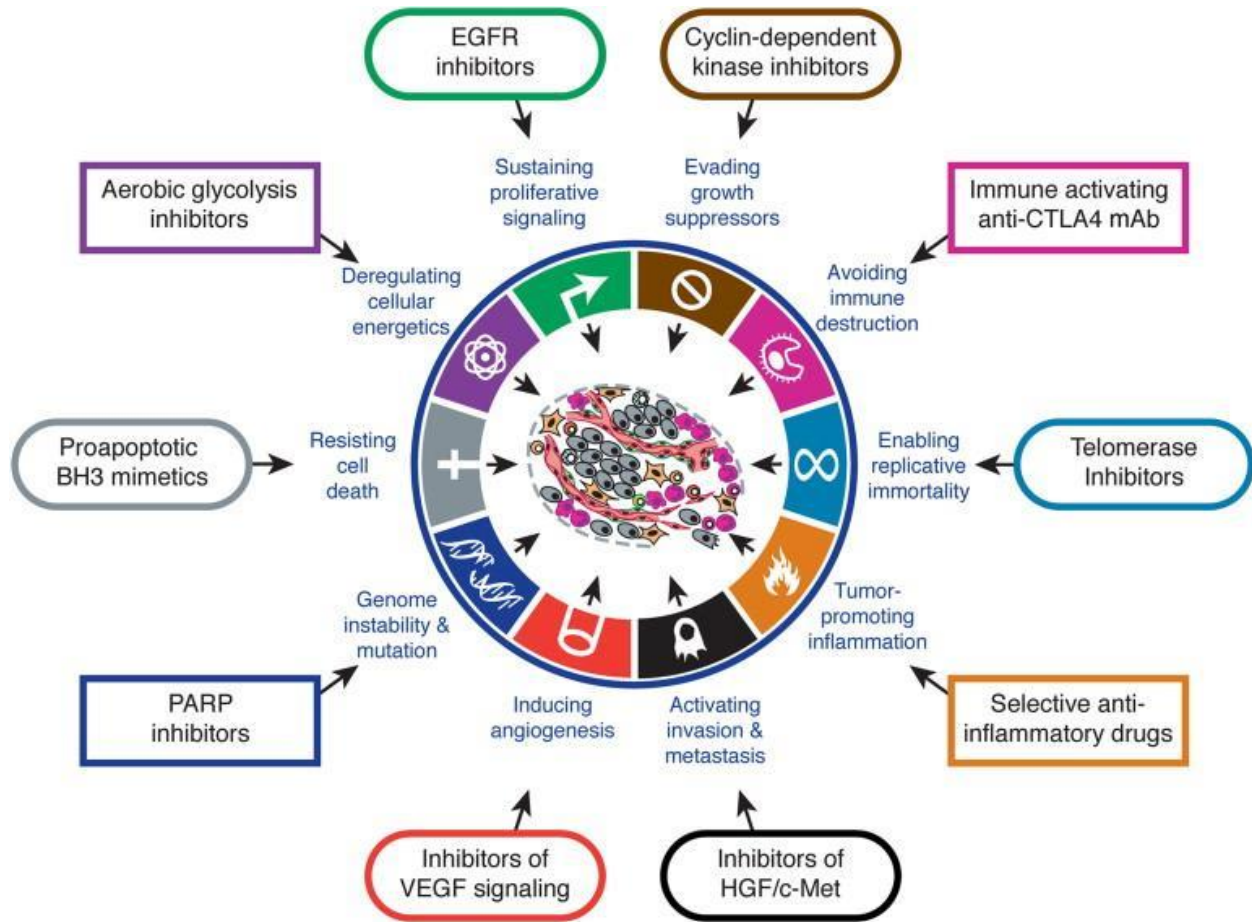 EGFR
inhibitors
Cyclin-dependent
kinase inhibitors
Sustaining
proliferative
signaling
Evading
growth
suppressors
Aerobic glycolysis
inhibitors
Immune activating
anti-CTLA4 mAb
Deregulating
cellular
energetics
Avoiding
immune
destruction
Proapoptotic
BH3 mimetics
Resisting
cell
death
Enabling
replicative
immortality
Telomerase
Inhibitors
Genome
instability &
mutation
Tumor-
promoting
inflammation
PARP
inhibitors
Inducing
angiogenesis
Activating
invasion &
metastasis
Selective anti-
inflammatory drugs
Inhibitors of
VEGF signaling
Inhibitors of
HGF/c-Met